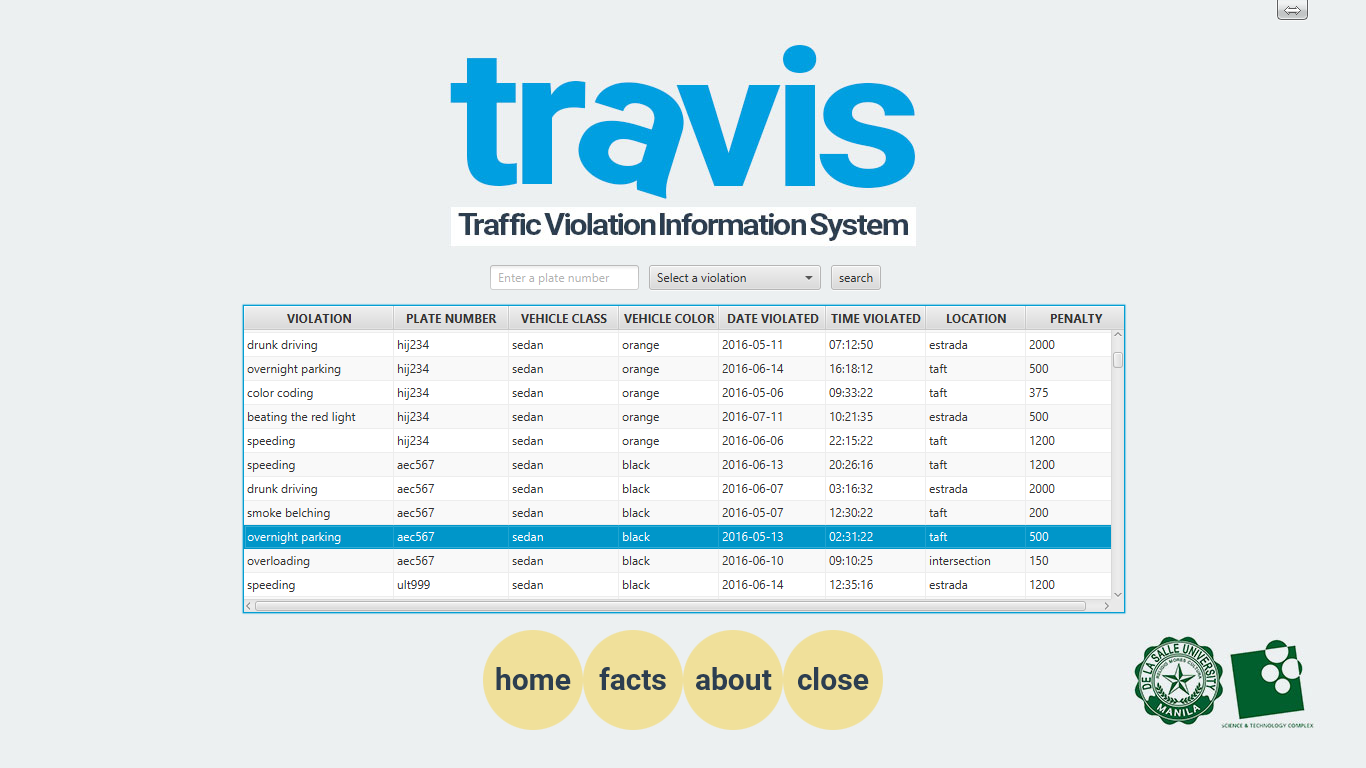 travis
Traffic Violation Information System
Enter a plate number Select a violation search
VIOLATION PLATE NUMBER VEHICLE CLASS VEHICLE COLOR DATE VIOLATED TIME VIOLATED LOCATION PENALTY
drunk driving hij234 sedan orange 2016-05-11 07:12:50 estrada 2000
overnight parking hij234 sedan orange 2016-06-14 16:18:12 taft 500
color coding hij234 sedan orange 2016-05-06 09:33:22 taft 375
beating the red light hij234 sedan orange 2016-07-11 10:21:35 estrada 500
speeding hij234 sedan orange 2016-06-06 22:15:22 taft 1200
speeding aec567 sedan black 2016-06-13 20:26:16 taft 1200
drunk driving aec567 sedan black 2016-06-07 03:16:32 estrada 2000
smoke belching aec567 sedan black 2016-05-07 12:30:22 taft 200
overnight parking aec567 sedan black 2016-05-13 02:31:22 taft 500
overloading aec567 sedan black 2016-06-10 09:10:25 intersection 150
speeding ult999 sedan black 2016-06-14 12:35:16 estrada 1200
home facts about close
DE LA SALLE UNIVERSITY
MANILA
SCIENCE & TECHNOLOGY COMPLEX